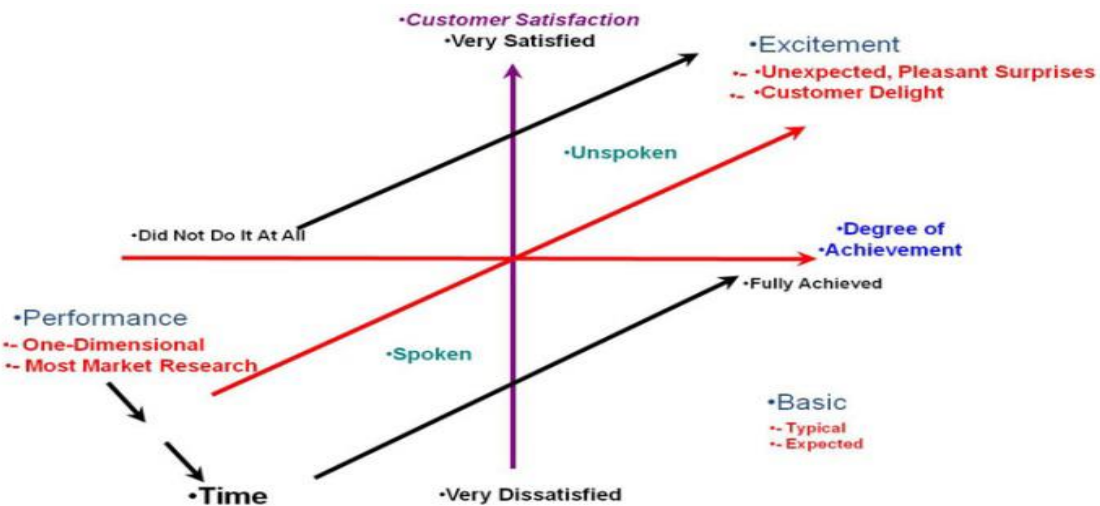 •Customer Satisfaction
•Very Satisfied
•Excitement
•- •Unexpected, Pleasant Surprises
•- •Customer Delight
•Unspoken
•Did Not Do It At All
•Degree of
•Achievement
•Fully Achieved
•Performance
•- One-Dimensional
•- Most Market Research
•Spoken
•Basic
•- Typical
•- Expected
•Time
•Very Dissatisfied